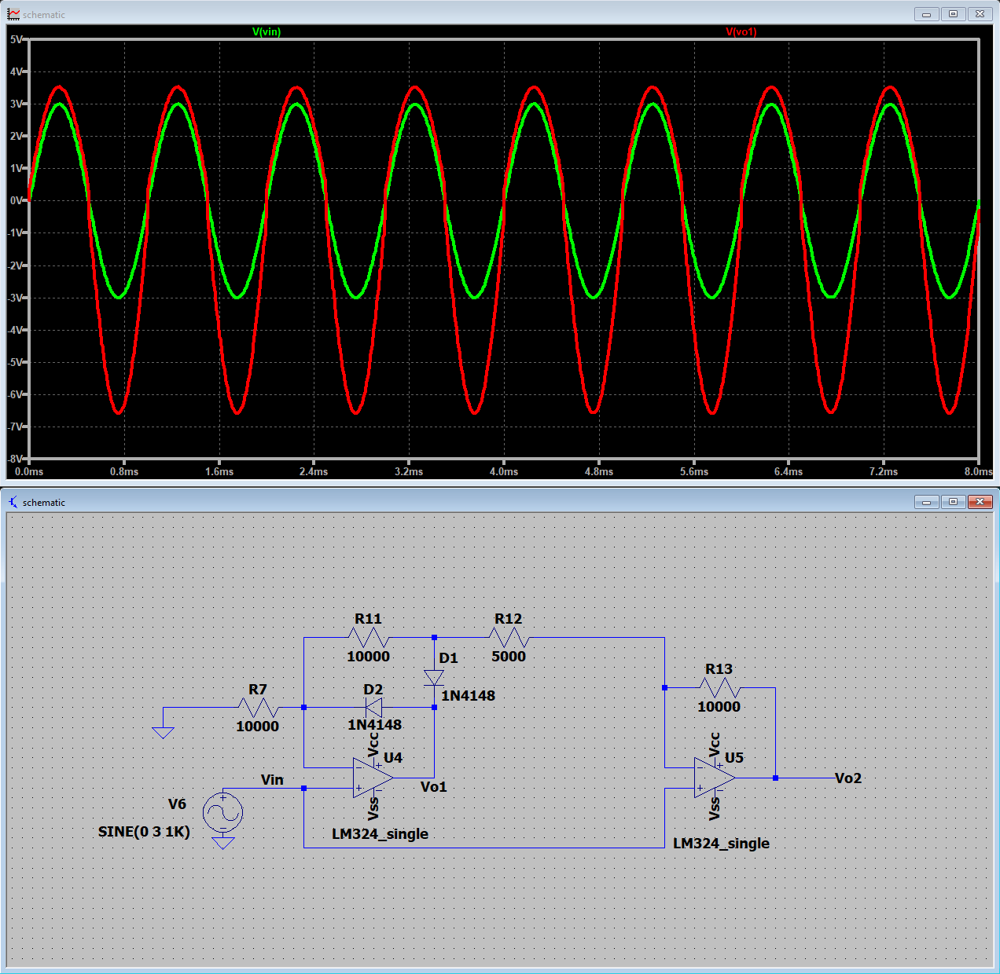 schematic
V(vin) V(vo1)
5V
4V
3V
2V
1V
0V
-1V
-2V
-3V
-4V
-5V
-6V
-7V
-8V
0.0ms 0.8ms 1.6ms 2.4ms 3.2ms 4.0ms 4.8ms 5.6ms 6.4ms 7.2ms 8.0ms
schematic
R11 R12
10000 5000
D1
R13
R7 D2 1N4148
10000
10000 1N4148
Vcc U4 Vcc U5
Vin Vo1 Vo2
V6 Vss Vss
SINE(0 3 1K) LM324_single
LM324_single